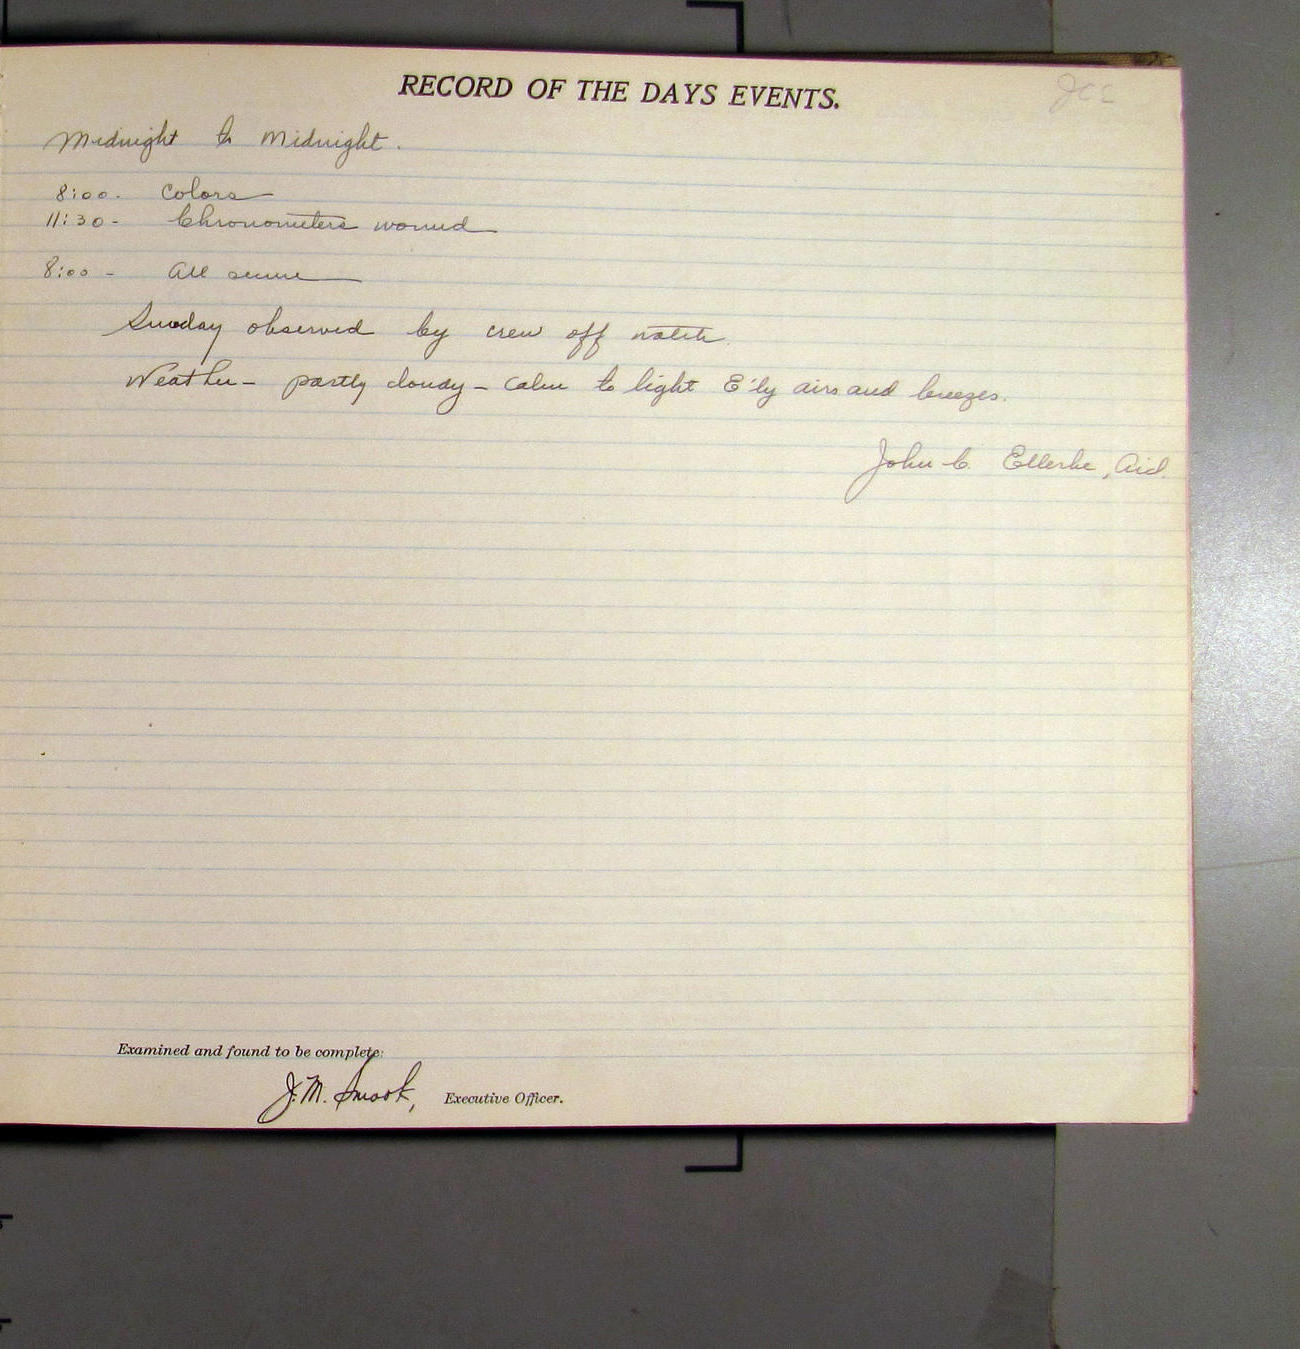 RECORD OF THE DAYS EVENTS.
JCE
Midnight to Midnight.
8:00- Colors
11:30- Chronometers wound
8:00- All secure
Sunday observed by crew off watch.
Weather - partly cloudy - calm to light E'ly airs and breezes.
John C. Ellerbe, Aid.
Examined and found to be complete:
J. M. Smook, Executive Officer.